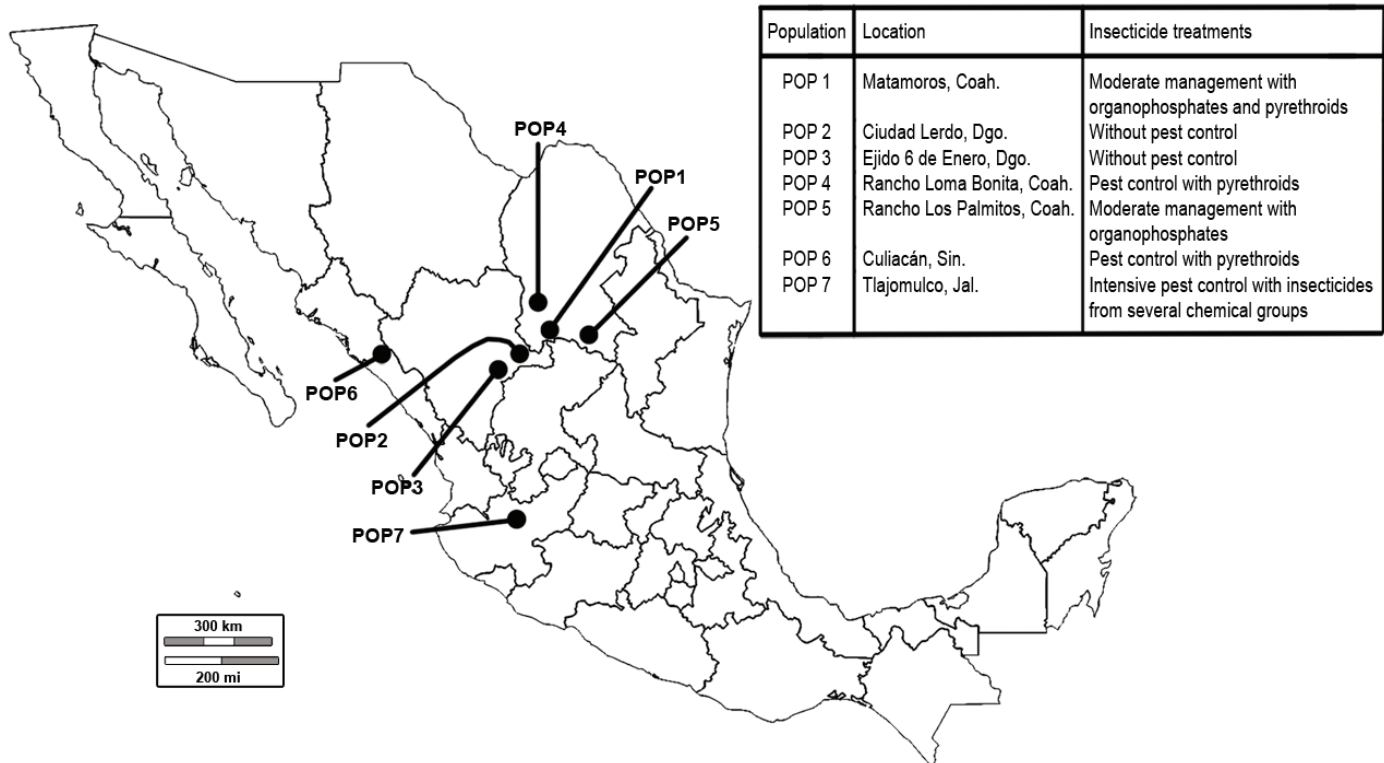 Population Location Insecticide treatments
POP 1 Matamoros, Coah. Moderate management with
organophosphates and pyrethroids
POP 2 Ciudad Lerdo, Dgo. Without pest control
POP 3 Ejido 6 de Enero, Dgo. Without pest control
POP 4 Rancho Loma Bonita, Coah. Pest control with pyrethroids
POP 5 Rancho Los Palmitos, Coah. Moderate management with
organophosphates
POP 6 Culiacán, Sin. Pest control with pyrethroids
POP 7 Tlajomulco, Jal. Intensive pest control with insecticides
from several chemical groups
POP4
POP1
POP5
POP6
POP2
POP3
POP7
300 km
200 mi